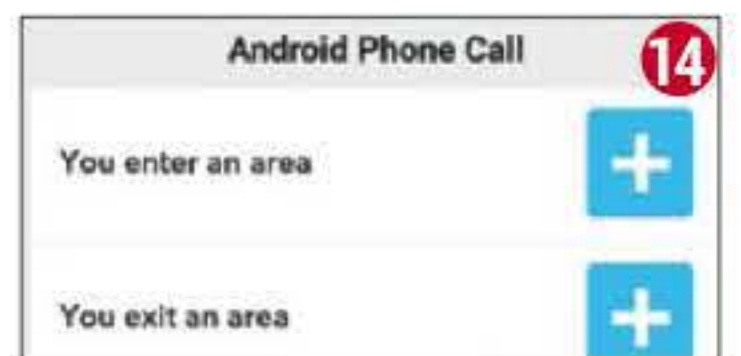 Android Phone Call
14
You enter an area
+
You exit an area
+